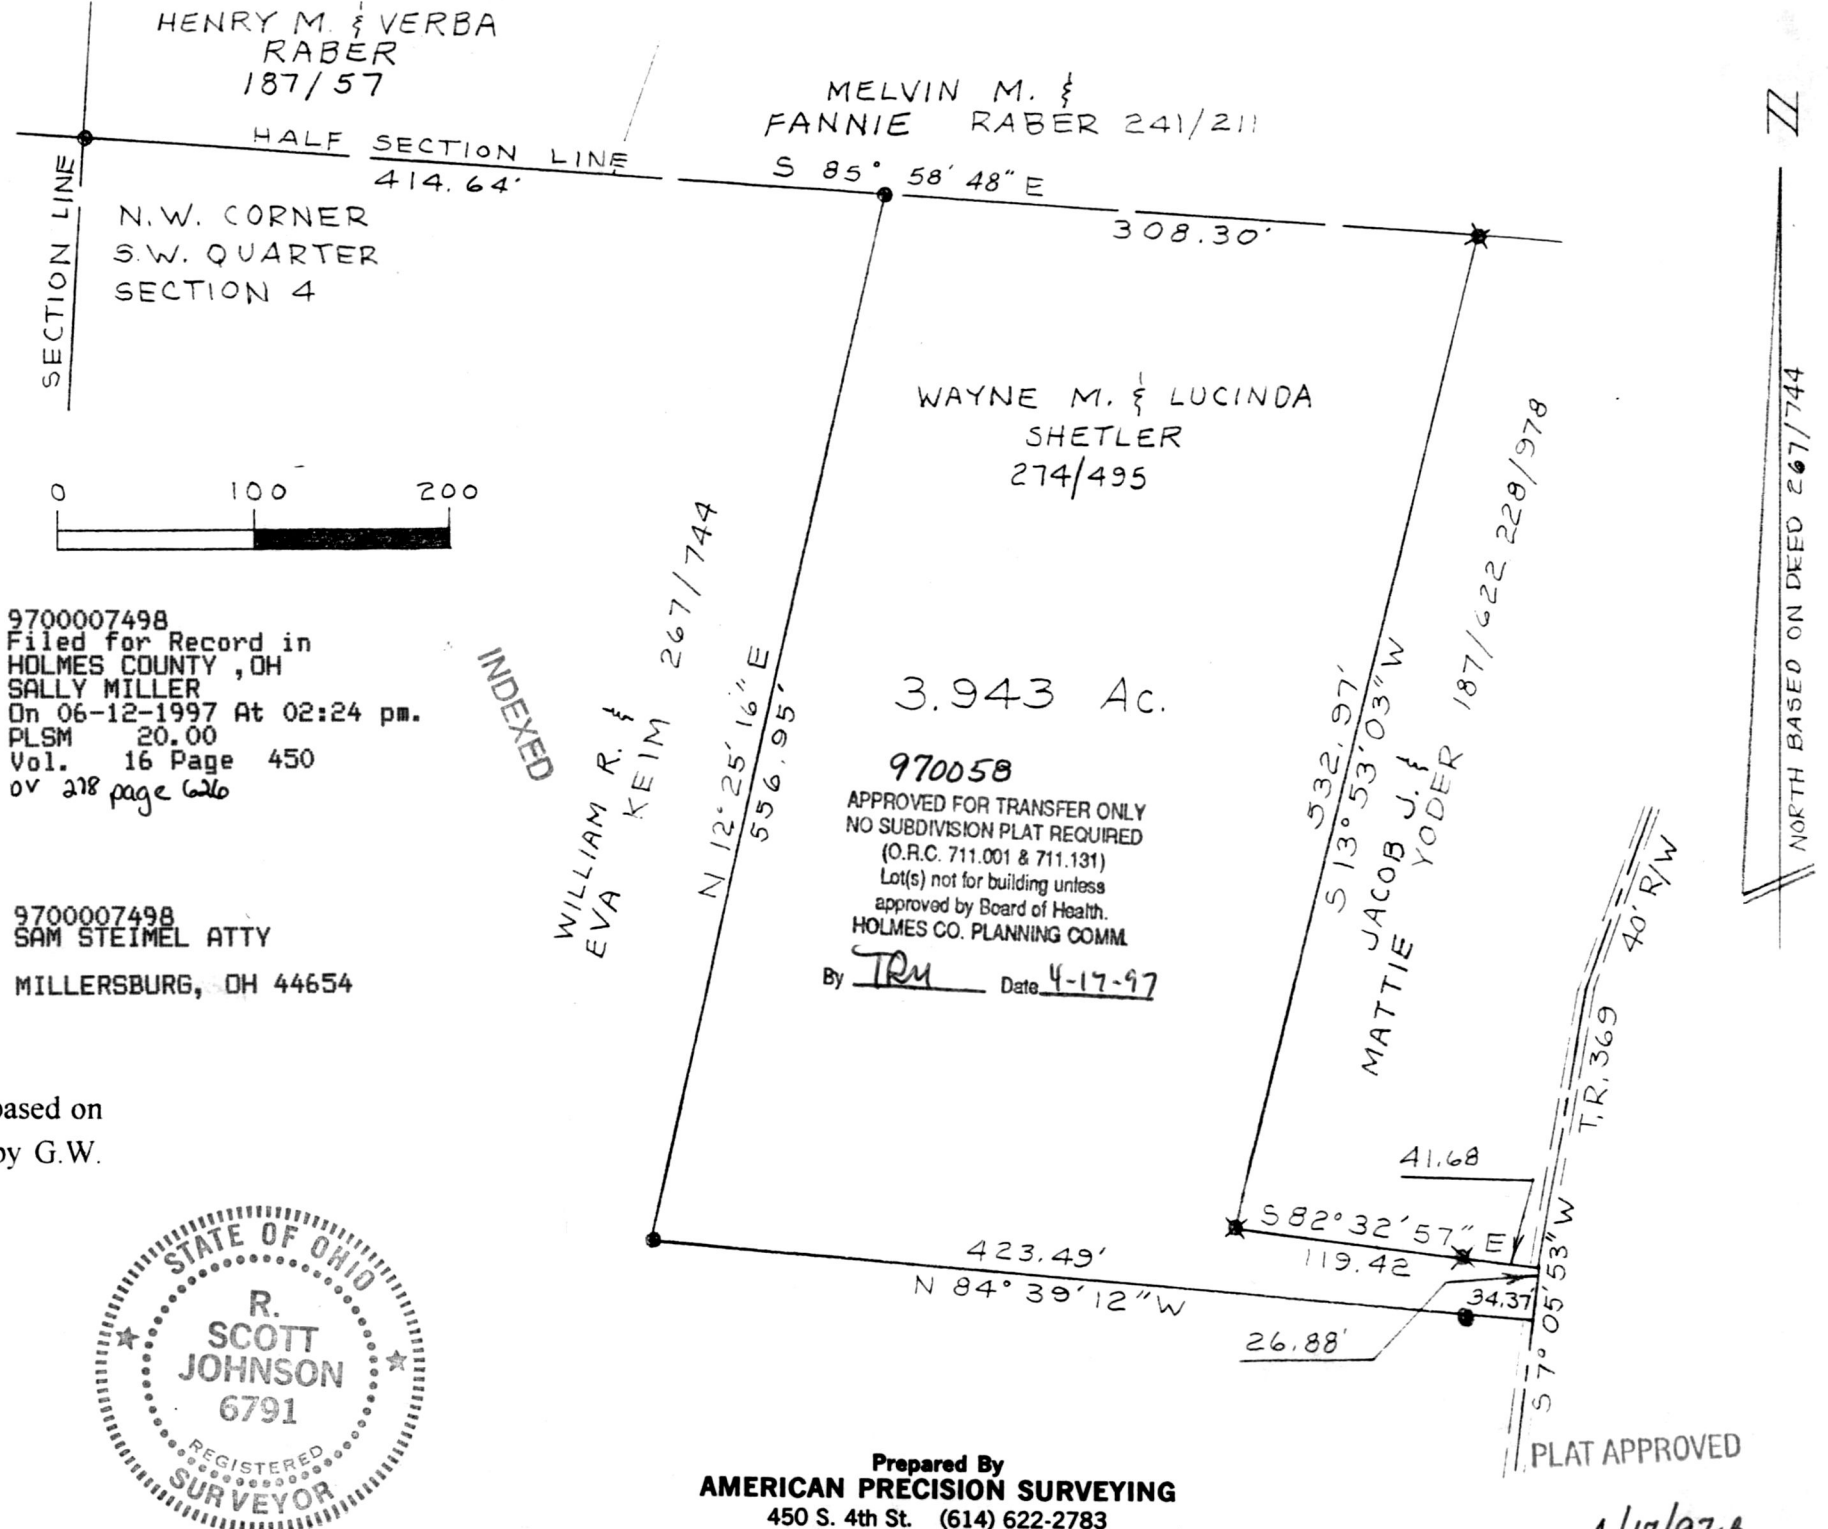 HENRY M. & VERBA
RABER
187/57
MELVIN M. &
FANNIE RABER 241/211
HALF SECTION LINE
414.64'
S 85° 58' 48" E
308.30'
SECTION LINE
N.W. CORNER
S.W. QUARTER
SECTION 4
WAYNE M. & LUCINDA
SHETLER
274/495
0 100 200
9700007498
Filed for Record in
HOLMES COUNTY ,OH
SALLY MILLER
On 06-12-1997 At 02:24 pm.
PLSM 20.00
Vol. 16 Page 450
OV 278 page 626
INDEXED
WILLIAM R. &
EVA KEIM 267/744
N 12° 25' 16" E
556.95'
3.943 Ac.
970058
APPROVED FOR TRANSFER ONLY
NO SUBDIVISION PLAT REQUIRED
(O.R.C. 711.001 & 711.131)
Lot(s) not for building unless
approved by Board of Health.
HOLMES CO. PLANNING COMM.
By TRM Date 4-17-97
532.97'
S 13° 53' 03" W
JACOB J. &
MATTIE YODER 187/622 228/978
NORTH BASED ON DEED 267/744
N
40' R/W
T.R. 369
9700007498
SAM STEIMEL ATTY
MILLERSBURG, OH 44654
based on
by G.W.
41.68
S 82° 32' 57" E
119.42
423.49'
N 84° 39' 12" W
34.37'
26.88'
S 7° 05' 53" W
STATE OF OHIO
R.
SCOTT
JOHNSON
6791
REGISTERED
SURVEYOR
PLAT APPROVED
Prepared By
AMERICAN PRECISION SURVEYING
450 S. 4th St. (614) 622-2783